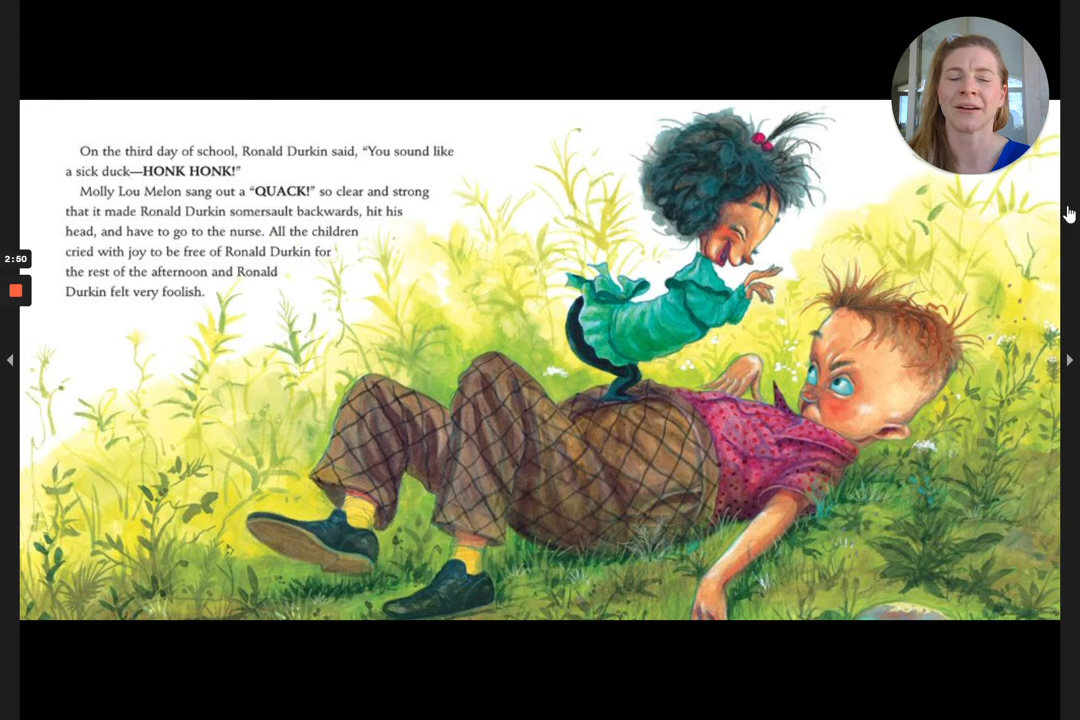 On the third day of school, Ronald Durkin said, “You sound like
a sick duck—HONK HONK!”
Molly Lou Melon sang out a “QUACK!” so clear and strong
that it made Ronald Durkin somersault backwards, hit his
head, and have to go to the nurse. All the children
cried with joy to be free of Ronald Durkin for
the rest of the afternoon and Ronald
Durkin felt very foolish.
2:50